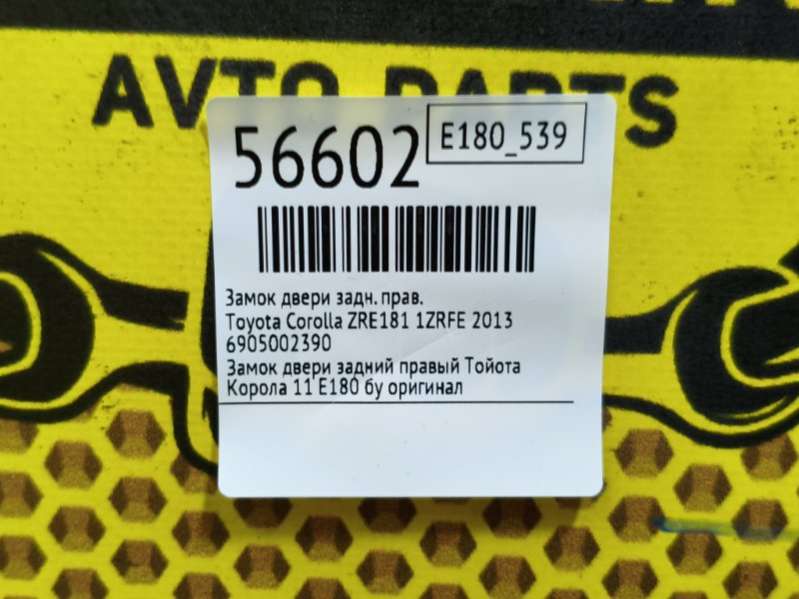 AVTO PARTS
56602
E180_539
Замок двери задн. прав.
Toyota Corolla ZRE181 1ZRFE 2013
6905002390
Замок двери задний правый Тойота
Корола 11 Е180 бу оригинал